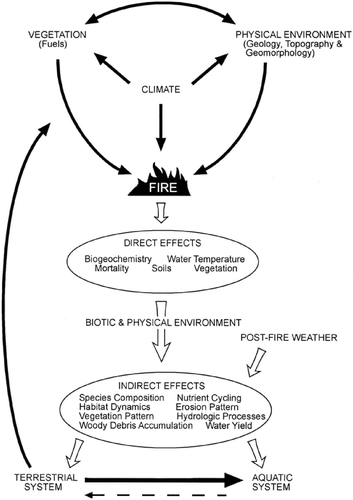 VEGETATION
(Fuels)
PHYSICAL ENVIRONMENT
(Geology, Topography &
Geomorphology)
CLIMATE
FIRE
DIRECT EFFECTS
Biogeochemistry Water Temperature
Mortality Soils Vegetation
BIOTIC & PHYSICAL ENVIRONMENT
POST-FIRE WEATHER
INDIRECT EFFECTS
Species Composition Nutrient Cycling
Habitat Dynamics Erosion Pattern
Vegetation Pattern Hydrologic Processes
Woody Debris Accumulation Water Yield
TERRESTRIAL
SYSTEM
AQUATIC
SYSTEM